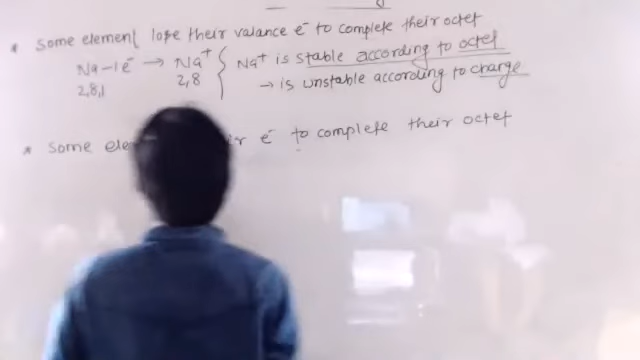 * Some element lose their valance e⁻ to complete their octet
Na - 1e⁻ → Na⁺ { Na⁺ is stable according to octet
2,8,1 2,8 → is unstable according to charge
* Some e⁻ to complete their octet